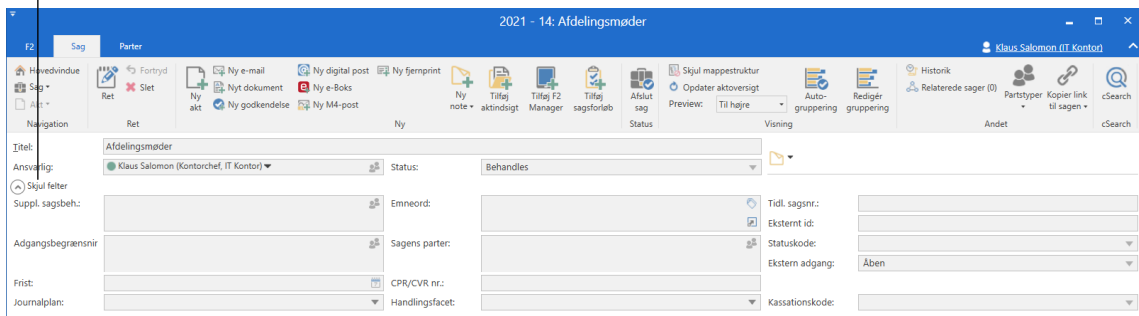 2021 - 14: Afdelingsmøder
F2 Sag Parter Klaus Salomon (IT Kontor)
Hovedvindue
Sag
Akt
Navigation
Ret
Fortryd
Slet
Ret
Ny akt
Ny e-mail
Nyt dokument
Ny godkendelse
Ny digital post
Ny e-Boks
Ny M4-post
Ny fjernprint
Ny note
Tilføj aktindsigt
Tilføj F2 Manager
Tilføj sagsforløb
Ny
Afslut sag
Status
Skjul mappestruktur
Opdater aktoversigt
Preview: Til højre
Auto-gruppering
Redigér gruppering
Visning
Historik
Relaterede sager (0)
Partstyper
Kopier link til sagen
Andet
cSearch
cSearch
Titel: Afdelingsmøder
Ansvarlig: Klaus Salomon (Kontorchef, IT Kontor) Status: Behandles
Skjul felter
Suppl. sagsbeh.: Emneord: Tidl. sagsnr.:
Eksternt id:
Adgangsbegrænsnir Sagens parter: Statuskode:
Ekstern adgang: Åben
Frist: CPR/CVR nr.:
Journalplan: Handlingsfacet: Kassationskode: